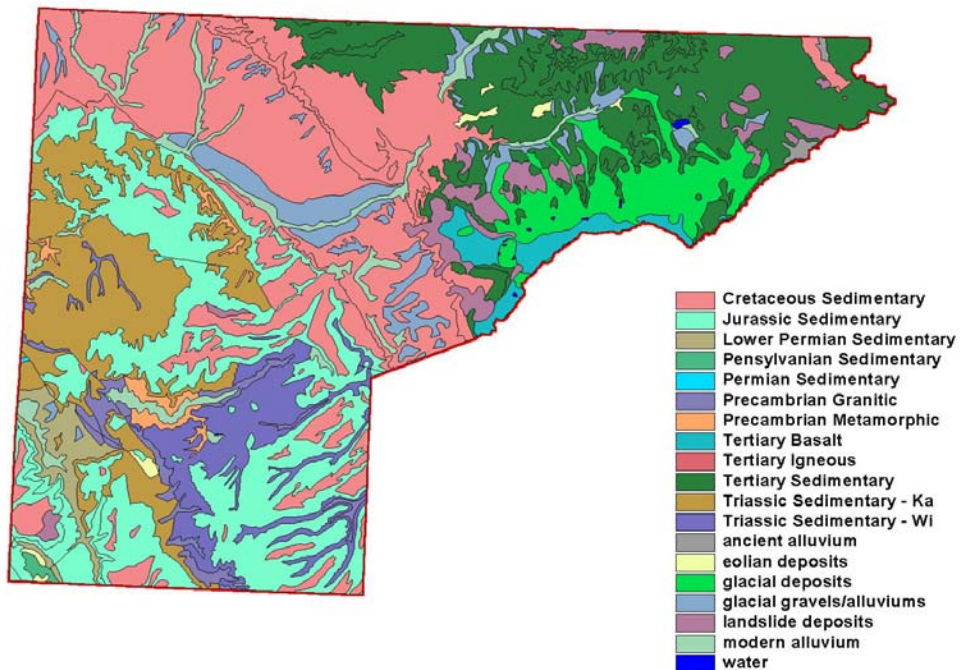 Cretaceous Sedimentary
Jurassic Sedimentary
Lower Permian Sedimentary
Pensylvanian Sedimentary
Permian Sedimentary
Precambrian Granitic
Precambrian Metamorphic
Tertiary Basalt
Tertiary Igneous
Tertiary Sedimentary
Triassic Sedimentary - Ka
Triassic Sedimentary - Wi
ancient alluvium
eolian deposits
glacial deposits
glacial gravels/alluviums
landslide deposits
modern alluvium
water